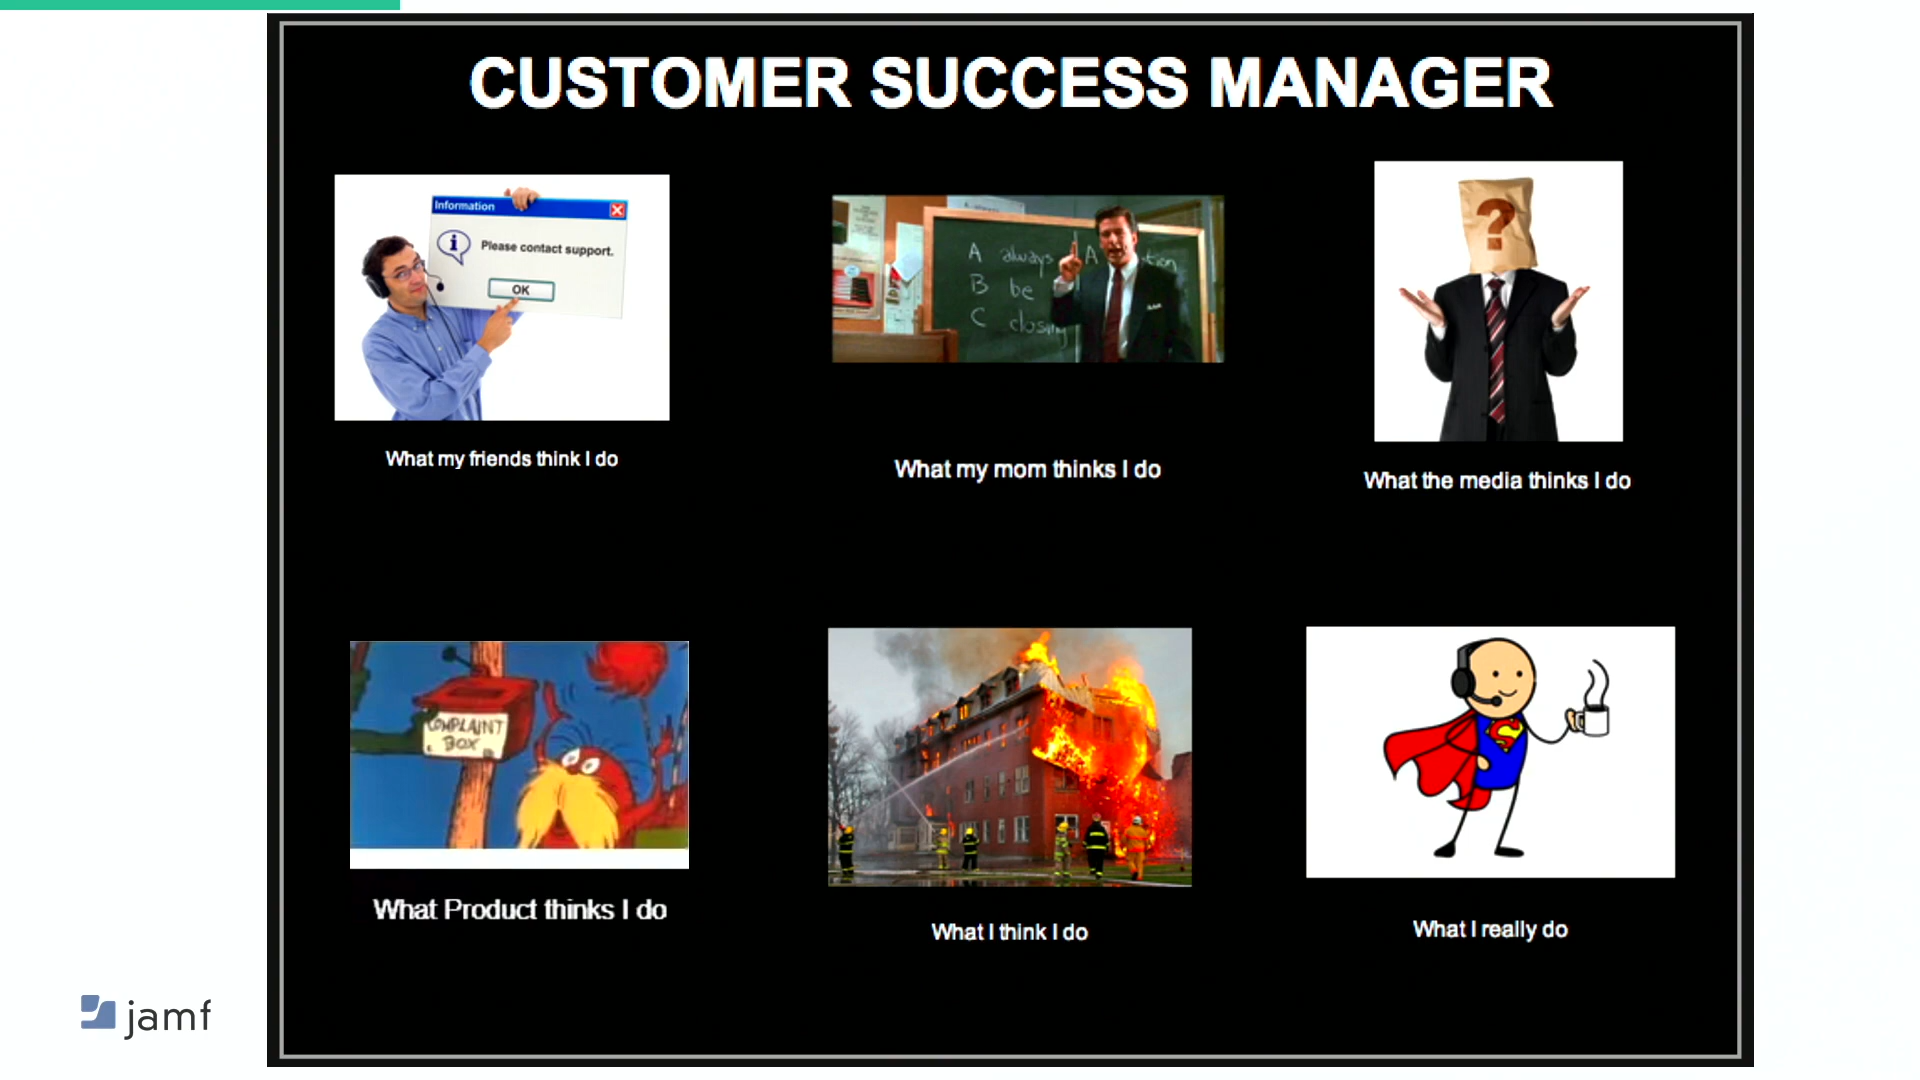 CUSTOMER SUCCESS MANAGER
Information
Please contact support.
OK
What my friends think I do
A always A tion
B be
C closing
What my mom thinks I do
?
What the media thinks I do
COMPLAINT
BOX
What Product thinks I do
What I think I do
S
What I really do
jamf